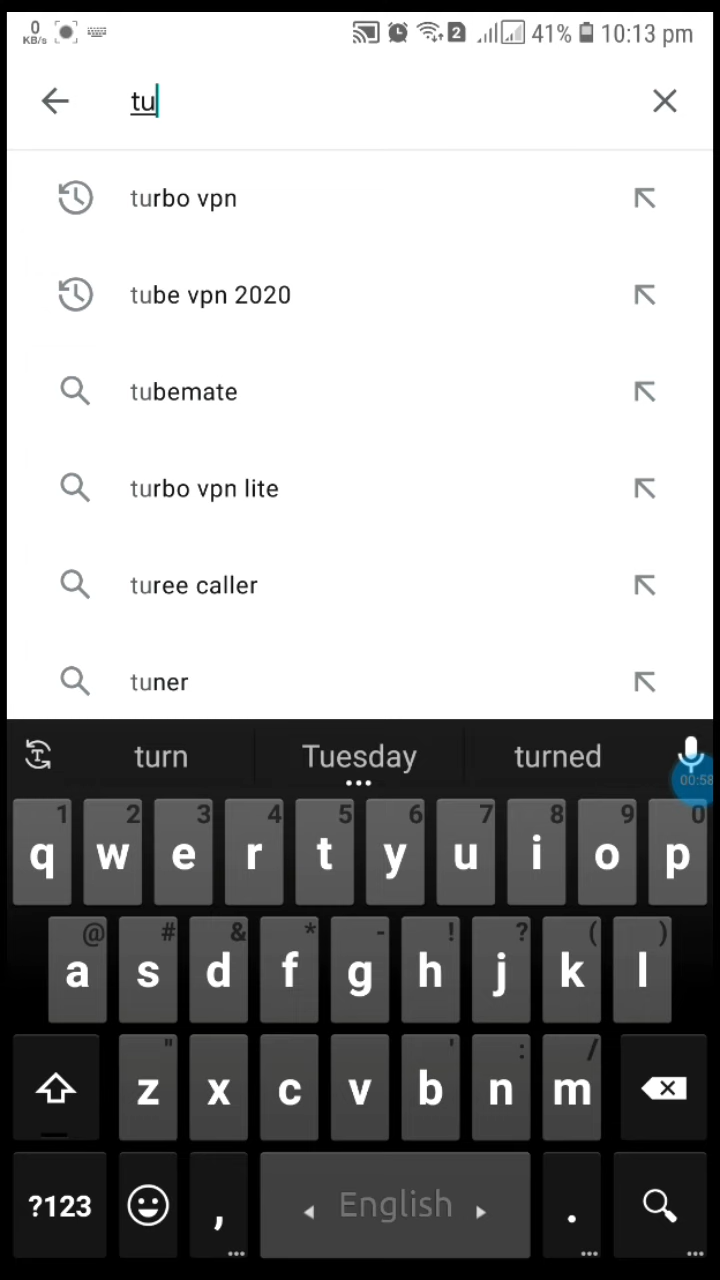 0
KB/s
2
41%
10:13 pm
tu
turbo vpn
tube vpn 2020
tubemate
turbo vpn lite
turee caller
tuner
turn Tuesday turned
00:58
1 2 3 4 5 6 7 8 9 0
q w e r t y u i o p
@ # & * - ! ? ( )
a s d f g h j k l
" ' : /
z x c v b n m
?123 , English .